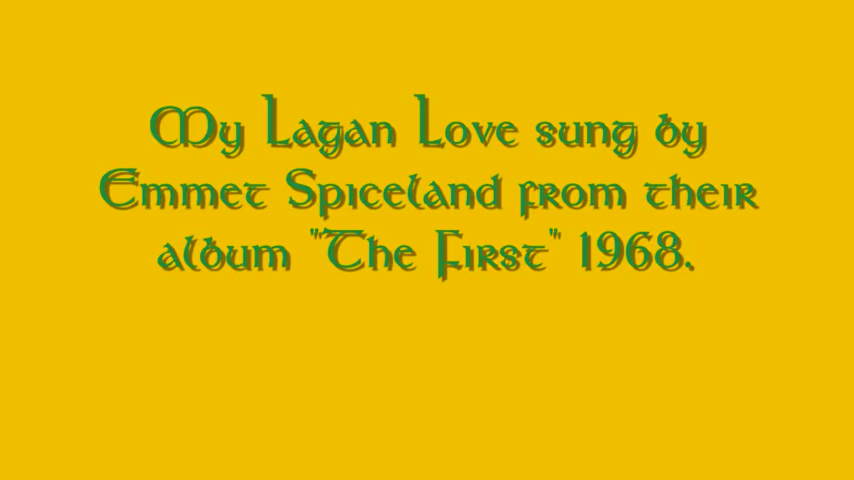 My Lagan Love sung by
Emmet Spiceland from their
album "The First" 1968.